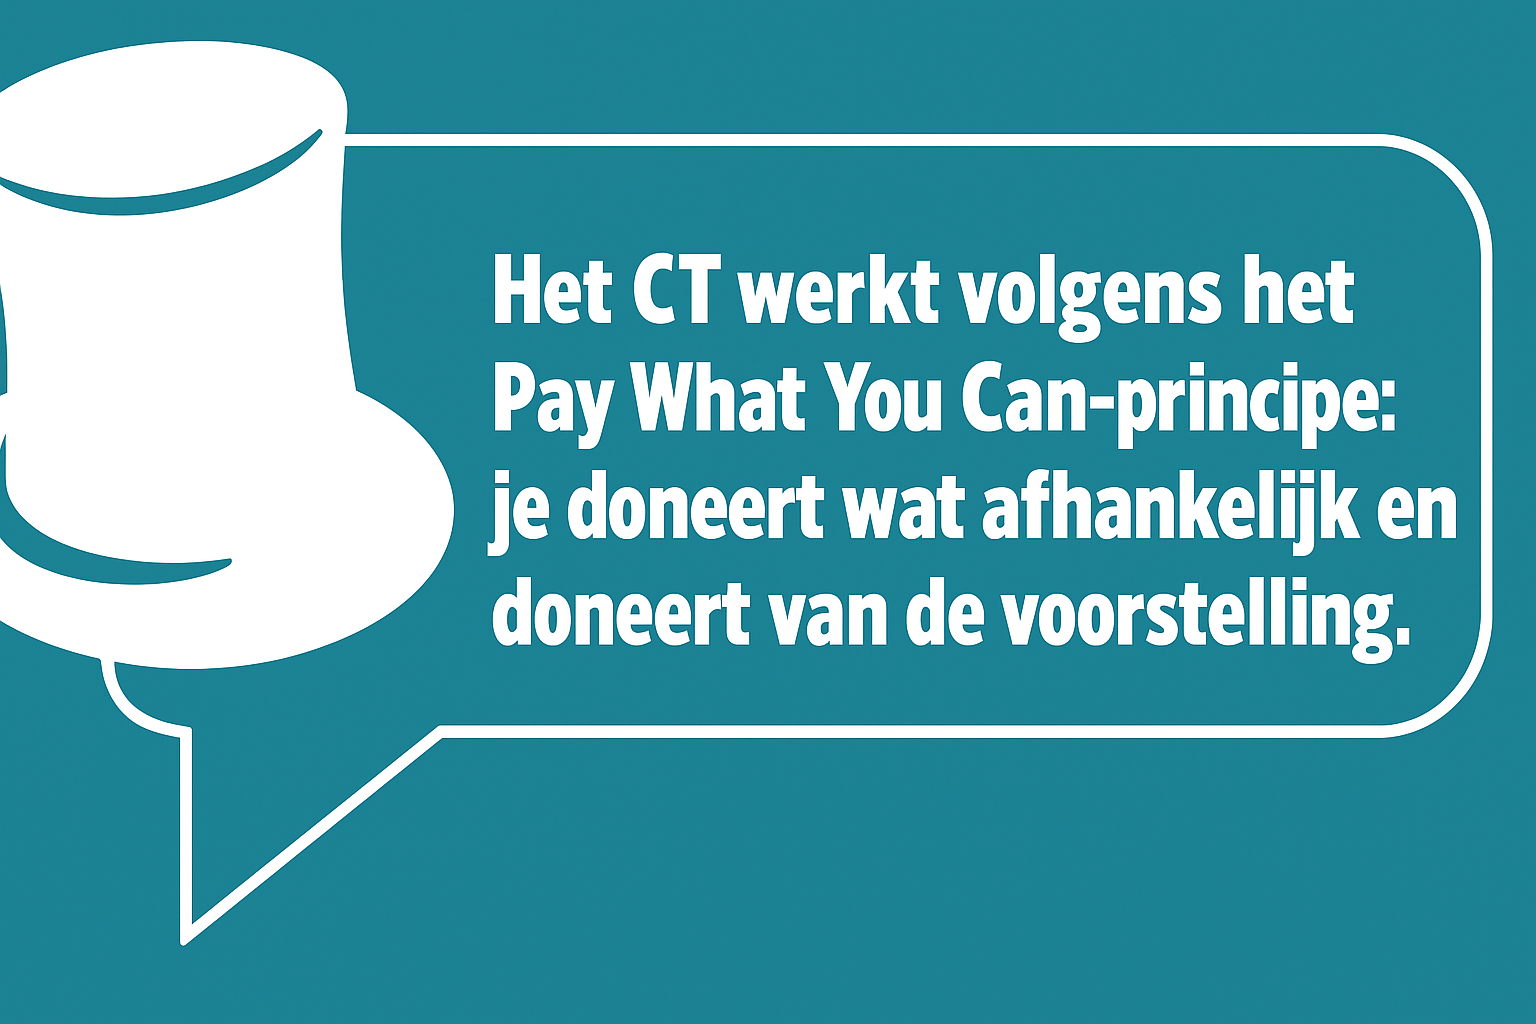 Het CT werkt volgens het
Pay What You Can-principe:
je doneert wat afhankelijk en
doneert van de voorstelling.